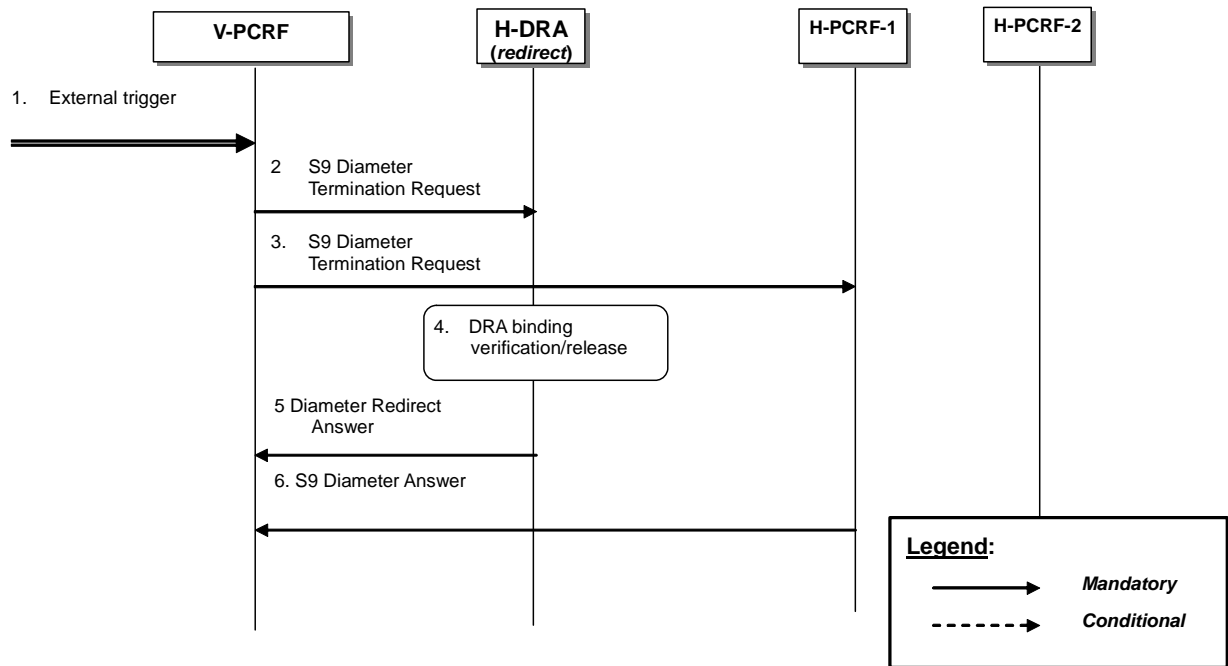 V-PCRF
H-DRA
(redirect)
H-PCRF-1
H-PCRF-2
1. External trigger
2 S9 Diameter
Termination Request
3. S9 Diameter
Termination Request
4. DRA binding
verification/release
5 Diameter Redirect
Answer
6. S9 Diameter Answer
Legend:
Mandatory
Conditional